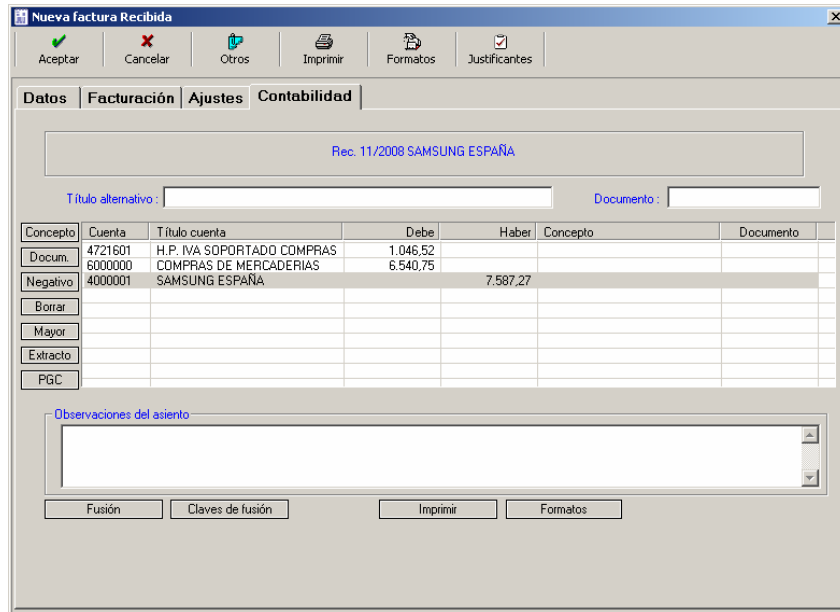 Nueva factura Recibida
Aceptar Cancelar Otros Imprimir Formatos Justificantes
Datos Facturación Ajustes Contabilidad
Rec. 11/2008 SAMSUNG ESPAÑA
Título alternativo : Documento :
Concepto Cuenta Título cuenta Debe Haber Concepto Documento
Docum. 4721601 H.P. IVA SOPORTADO COMPRAS 1.046,52
6000000 COMPRAS DE MERCADERIAS 6.540,75
Negativo 4000001 SAMSUNG ESPAÑA 7.587,27
Borrar
Mayor
Extracto
PGC
Observaciones del asiento
Fusión Claves de fusión Imprimir Formatos